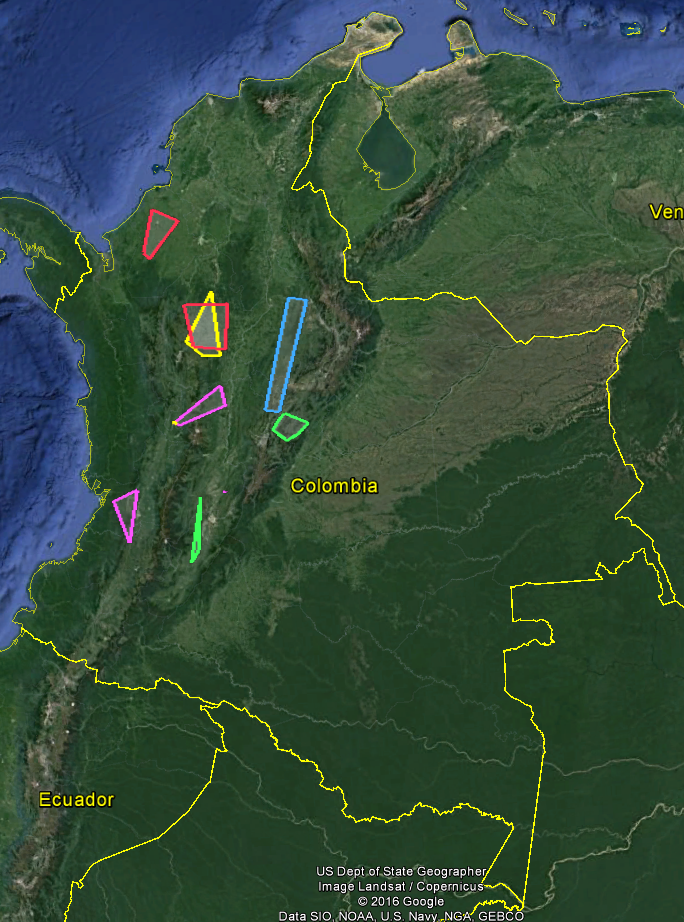 Ven
Colombia
Ecuador
US Dept of State Geographer
Image Landsat / Copernicus
© 2016 Google
Data SIO, NOAA, U.S. Navy, NGA, GEBCO